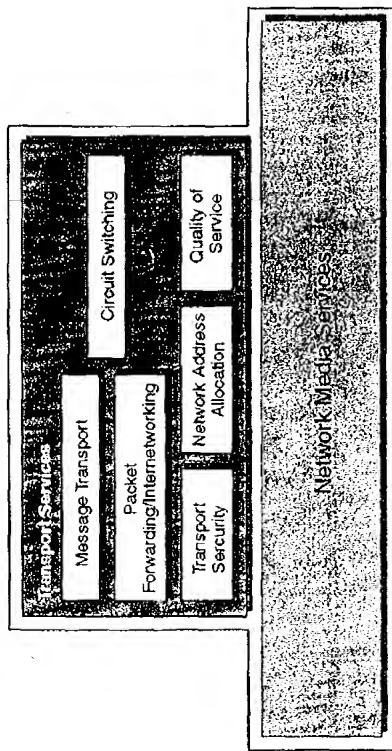 Transport Services
Message Transport
Circuit Switching
Packet
Forwarding/Internetworking
Transport
Sercurity
Network Address
Allocation
Quality of
Service
Network Media Services